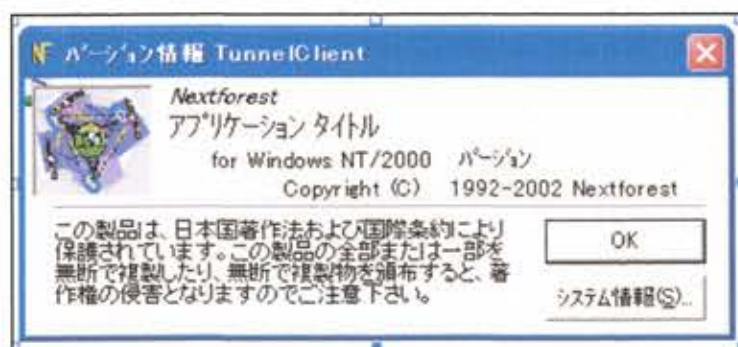 NF ﾊﾞｰｼﾞｮﾝ情報 TunnelClient
Nextforest
ｱﾌﾟﾘｹｰｼｮﾝ ﾀｲﾄﾙ
for Windows NT/2000 ﾊﾞｰｼﾞｮﾝ
Copyright (C) 1992-2002 Nextforest
この製品は、日本国著作法および国際条約により
保護されています。この製品の全部または一部を
無断で複製したり、無断で複製物を頒布すると、著
作権の侵害となりますのでご注意下さい。
OK
ｼｽﾃﾑ情報(S)...